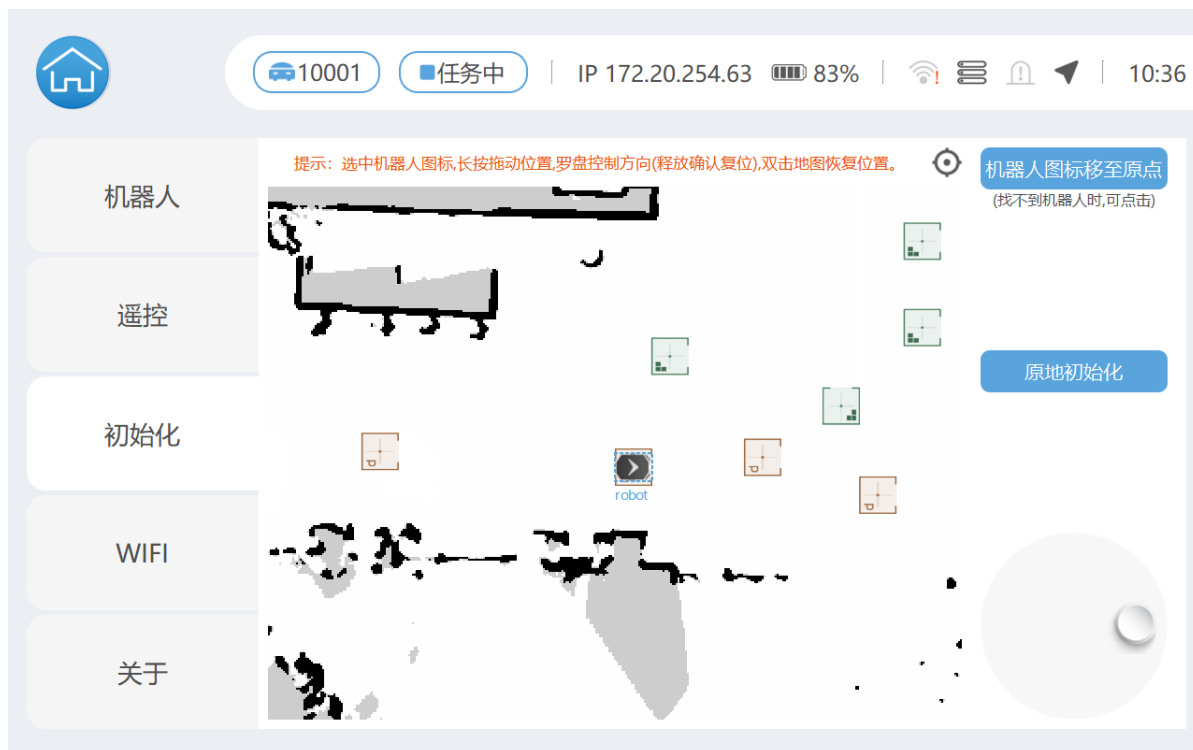 10001 任务中 IP 172.20.254.63 83% 10:36
机器人
遥控
初始化
WIFI
关于
提示：选中机器人图标,长按拖动位置,罗盘控制方向(释放确认复位),双击地图恢复位置。
机器人图标移至原点
(找不到机器人时,可点击)
原地初始化
P
robot
P
P